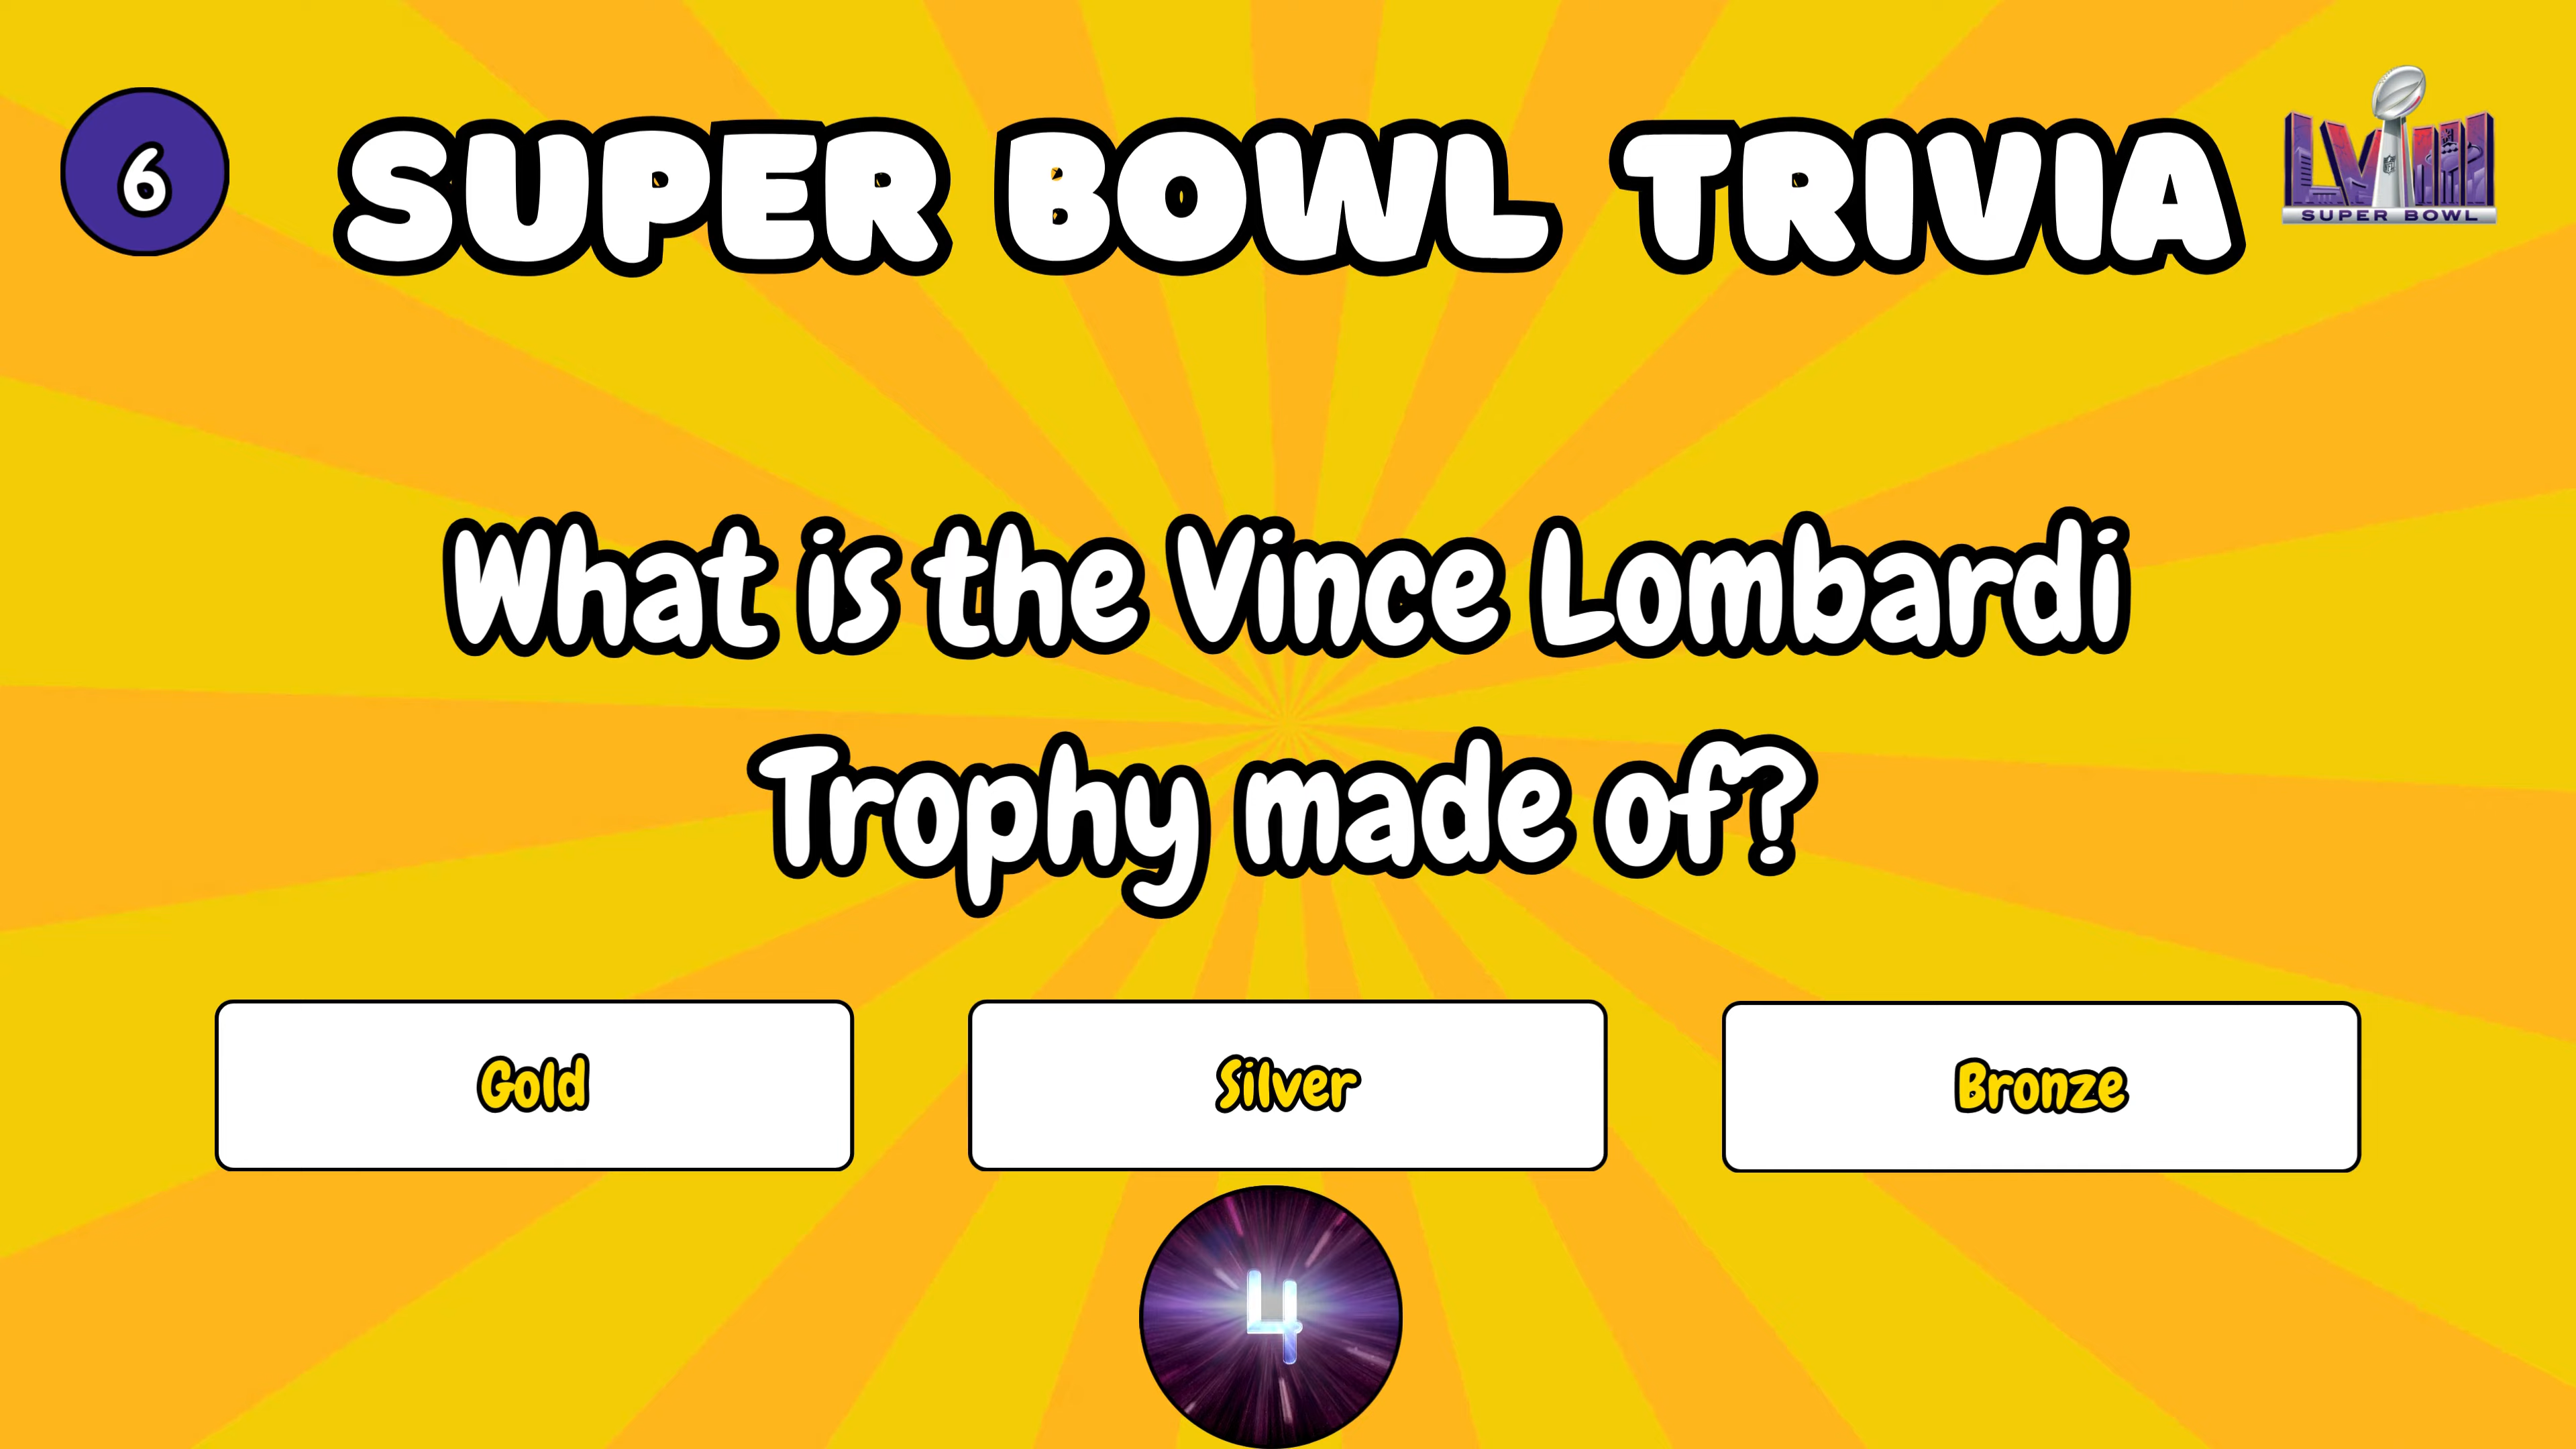 6
SUPER BOWL TRIVIA
LVIII
SUPER BOWL
What is the Vince Lombardi
Trophy made of?
Gold
Silver
Bronze
4